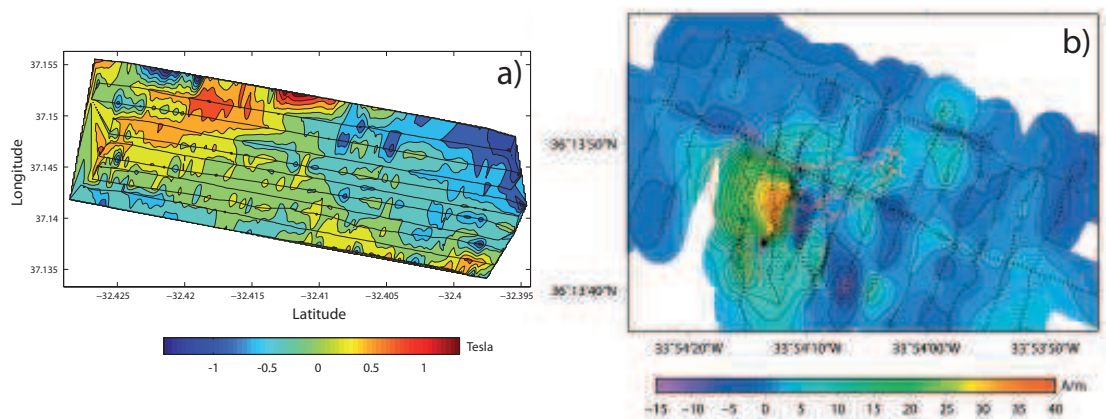 a)
37.155
37.15
37.145
37.14
37.135
Longitude
−32.425 −32.42 −32.415 −32.41 −32.405 −32.4 −32.395
Latitude
-1 -0.5 0 0.5 1 Tesla
b)
36°13'50"
36°13'40"
33°54'20"W 33°54'10"W 33°54'00"W 33°53'50"W
A/m
−15 −10 −5 0 5 10 15 20 25 30 35 40